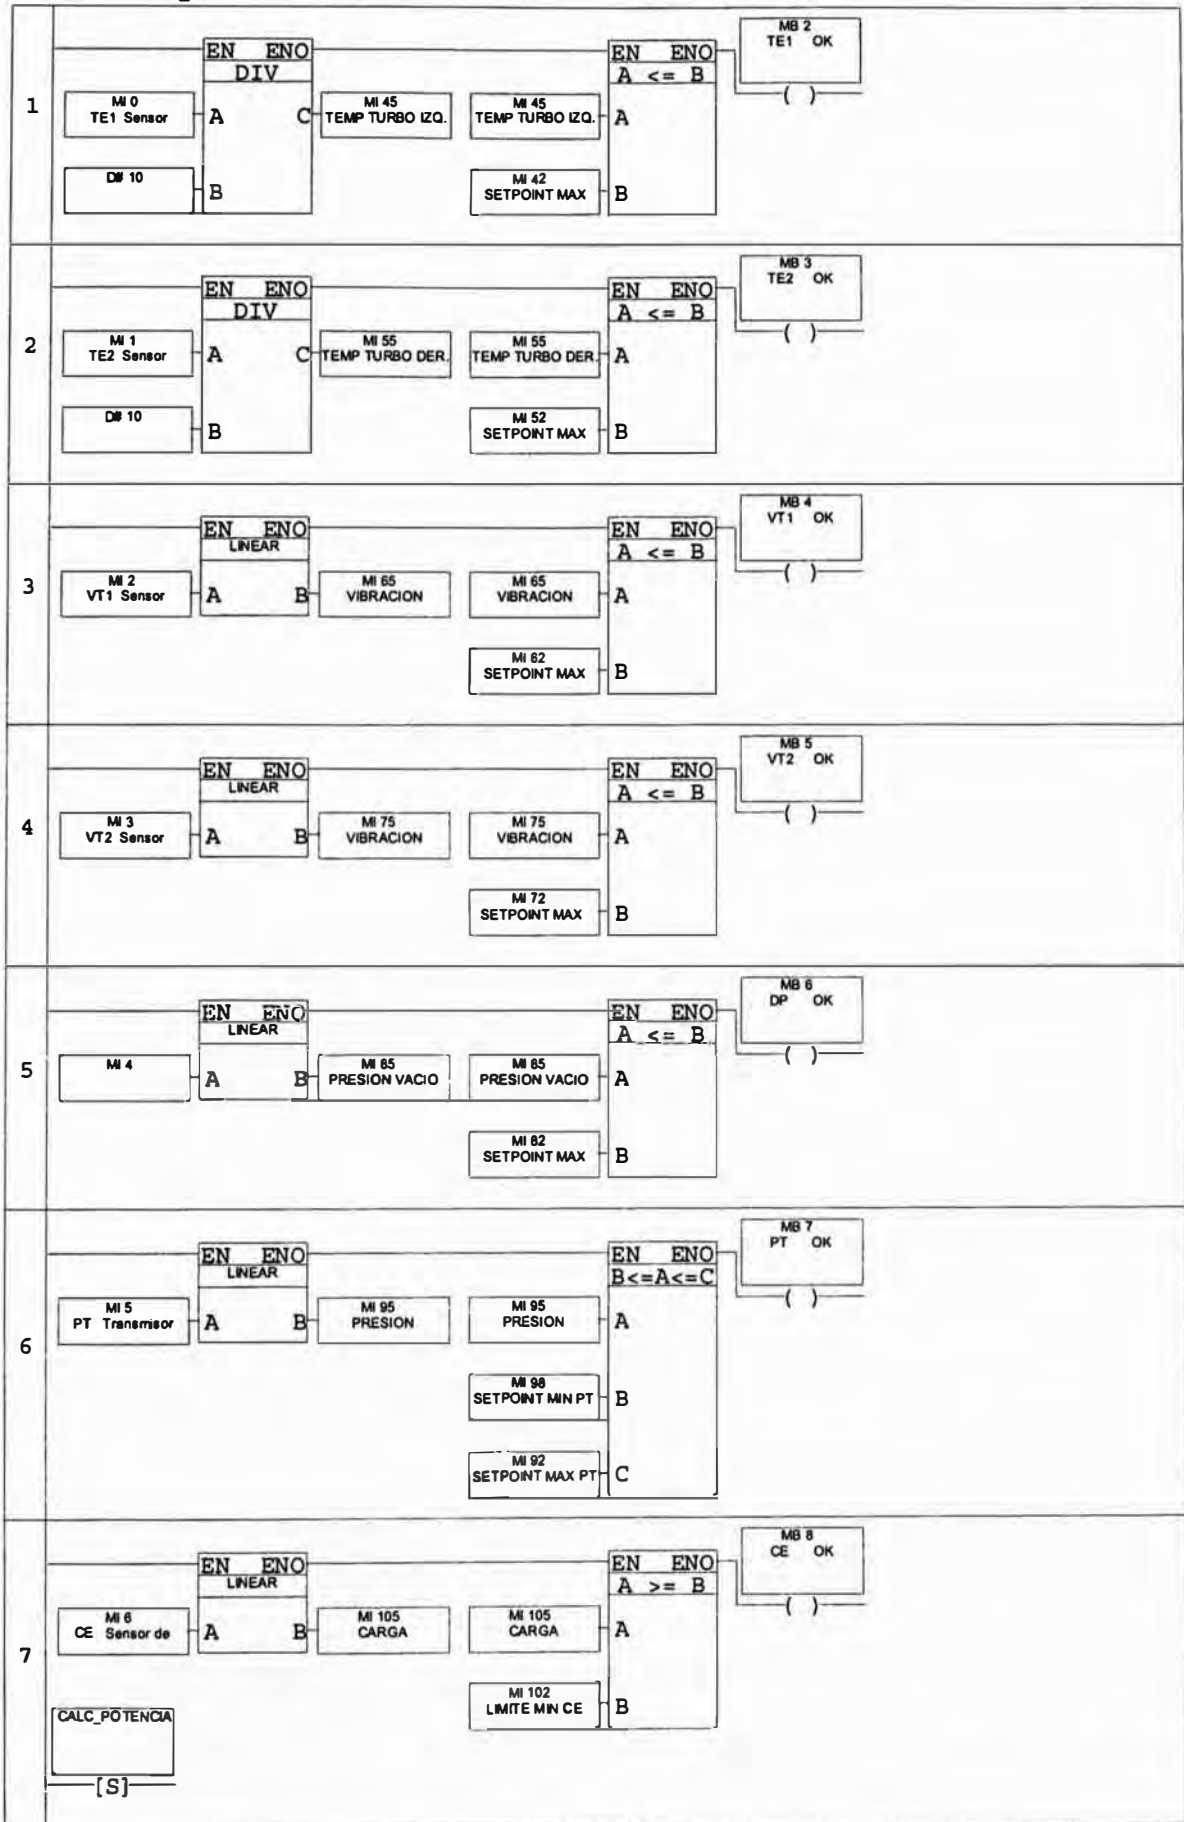 MB 2
TE1 OK
EN ENO
DIV
EN ENO
A <= B
( )
1
MI 0
TE1 Sensor
A
C
MI 45
TEMP TURBO IZQ.
MI 45
TEMP TURBO IZQ.
A
D# 10
B
MI 42
SETPOINT MAX
B
MB 3
TE2 OK
EN ENO
DIV
EN ENO
A <= B
( )
2
MI 1
TE2 Sensor
A
C
MI 55
TEMP TURBO DER.
MI 55
TEMP TURBO DER.
A
D# 10
B
MI 52
SETPOINT MAX
B
MB 4
VT1 OK
EN ENO
LINEAR
EN ENO
A <= B
( )
3
MI 2
VT1 Sensor
A
B
MI 65
VIBRACION
MI 65
VIBRACION
A
MI 62
SETPOINT MAX
B
MB 5
VT2 OK
EN ENO
LINEAR
EN ENO
A <= B
( )
4
MI 3
VT2 Sensor
A
B
MI 75
VIBRACION
MI 75
VIBRACION
A
MI 72
SETPOINT MAX
B
MB 6
DP OK
EN ENO
LINEAR
EN ENO
A <= B
( )
5
MI 4
A
B
MI 85
PRESION VACIO
MI 85
PRESION VACIO
A
MI 82
SETPOINT MAX
B
MB 7
PT OK
EN ENO
LINEAR
EN ENO
B<=A<=C
( )
6
MI 5
PT Transmisor
A
B
MI 95
PRESION
MI 95
PRESION
A
MI 98
SETPOINT MIN PT
B
MI 92
SETPOINT MAX PT
C
MB 8
CE OK
EN ENO
LINEAR
EN ENO
A >= B
( )
7
MI 6
CE Sensor de
A
B
MI 105
CARGA
MI 105
CARGA
A
MI 102
LIMITE MIN CE
B
CALC_POTENCIA
[S]